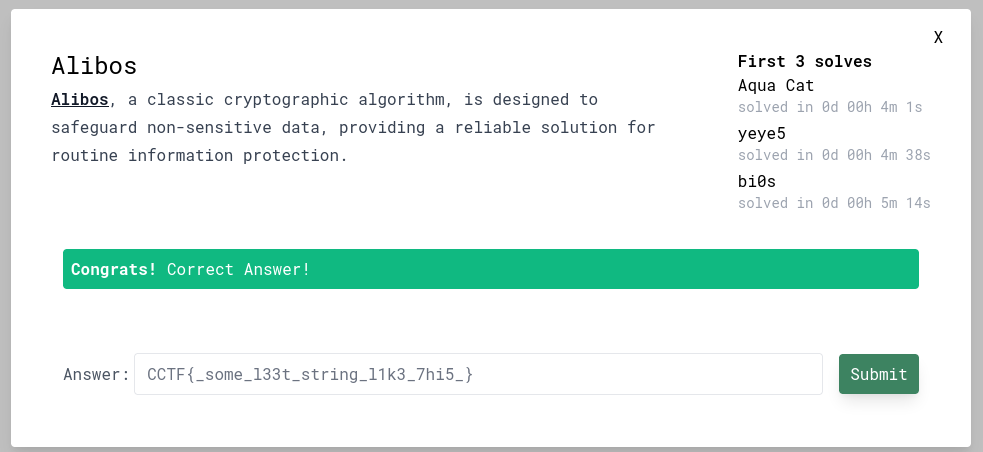 X
Alibos
Alibos, a classic cryptographic algorithm, is designed to
safeguard non-sensitive data, providing a reliable solution for
routine information protection.
First 3 solves
Aqua Cat
solved in 0d 00h 4m 1s
yeye5
solved in 0d 00h 4m 38s
bi0s
solved in 0d 00h 5m 14s
Congrats! Correct Answer!
Answer: CCTF{_some_l33t_string_l1k3_7hi5_} Submit